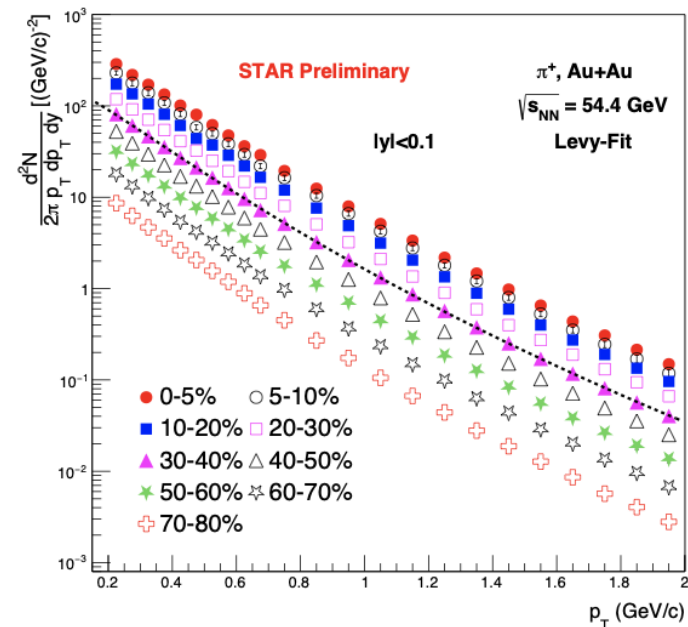 d²N
2π p_T dp_T dy [(GeV/c)⁻²]
10³
10²
10
1
10⁻¹
10⁻²
10⁻³
STAR Preliminary
π⁺, Au+Au
√s_NN = 54.4 GeV
|y|<0.1
Levy-Fit
0-5%
5-10%
10-20%
20-30%
30-40%
40-50%
50-60%
60-70%
70-80%
0.2 0.4 0.6 0.8 1 1.2 1.4 1.6 1.8 2
p_T (GeV/c)